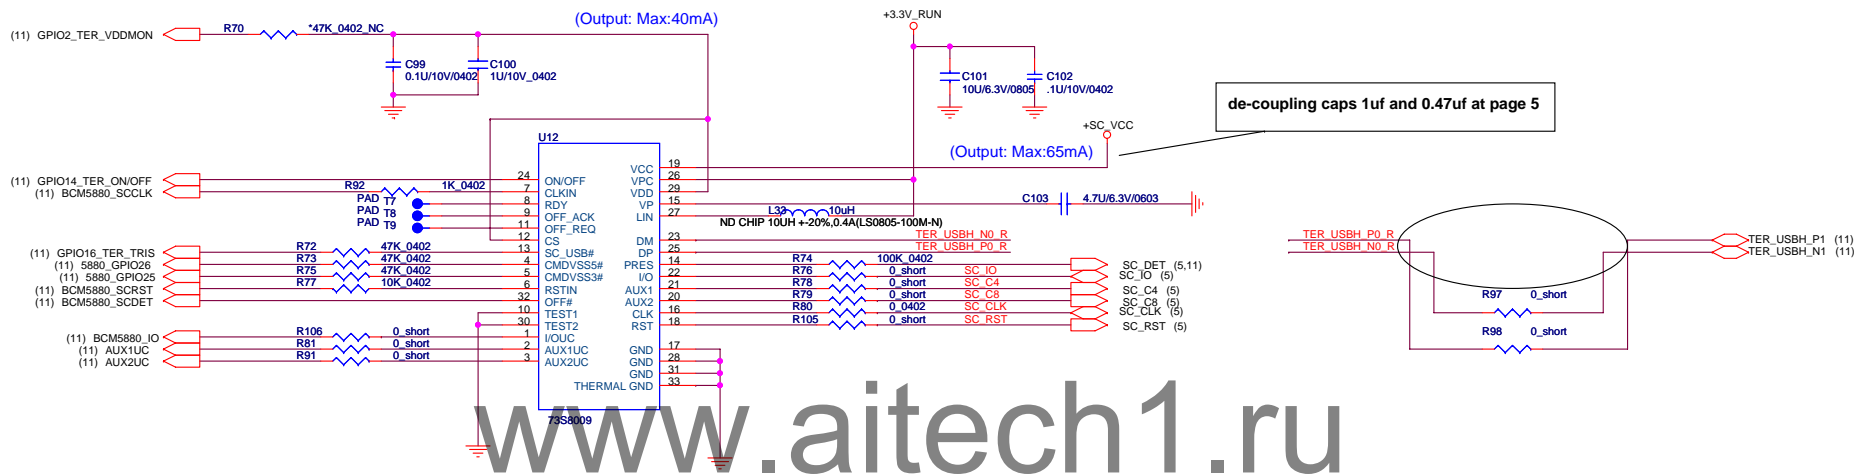 (Output: Max:40mA)
+3.3V_RUN
(11) GPIO2_TER_VDDMON
R70
*47K_0402_NC
C99
0.1U/10V/0402
C100
1U/10V_0402
C101
10U/6.3V/0805
C102
.1U/10V/0402
de-coupling caps 1uf and 0.47uf at page 5
+SC_VCC
(Output: Max:65mA)
U12
(11) GPIO14_TER_ON/OFF
(11) BCM5880_SCCLK
R92
1K_0402
PAD T7
PAD T8
PAD T9
(11) GPIO16_TER_TRIS
R72
47K_0402
(11) 5880_GPIO26
R73
47K_0402
(11) 5880_GPIO25
R75
47K_0402
(11) BCM5880_SCRST
R77
10K_0402
(11) BCM5880_SCDET
(11) BCM5880_IO
R106
0_short
(11) AUX1UC
R81
0_short
(11) AUX2UC
R91
0_short
24 ON/OFF
7 CLKIN
8 RDY
9 OFF_ACK
11 OFF_REQ
12 CS
13 SC_USB#
4 CMDVSS5#
5 CMDVSS3#
6 RSTIN
32 OFF#
10 TEST1
30 TEST2
1 I/OUC
2 AUX1UC
3 AUX2UC
VCC 19
VPC 26
VDD 29
VP 15
LIN 27
DM 23
DP 25
PRES 14
I/O 22
AUX1 21
AUX2 20
CLK 16
RST 18
GND 17
GND 28
GND 31
THERMAL GND 33
73S8009
C103
4.7U/6.3V/0603
L33
10uH
ND CHIP 10UH +-20%,0.4A(LS0805-100M-N)
TER_USBH_N0_R
TER_USBH_P0_R
R74
100K_0402
SC_DET (5,11)
R76
0_short
SC_IO
SC_IO (5)
R78
0_short
SC_C4
SC_C4 (5)
R79
0_short
SC_C8
SC_C8 (5)
R80
0_0402
SC_CLK
SC_CLK (5)
R105
0_short
SC_RST
SC_RST (5)
TER_USBH_P0_R
TER_USBH_N0_R
TER_USBH_P1 (11)
TER_USBH_N1 (11)
R97
0_short
R98
0_short
www.aitech1.ru